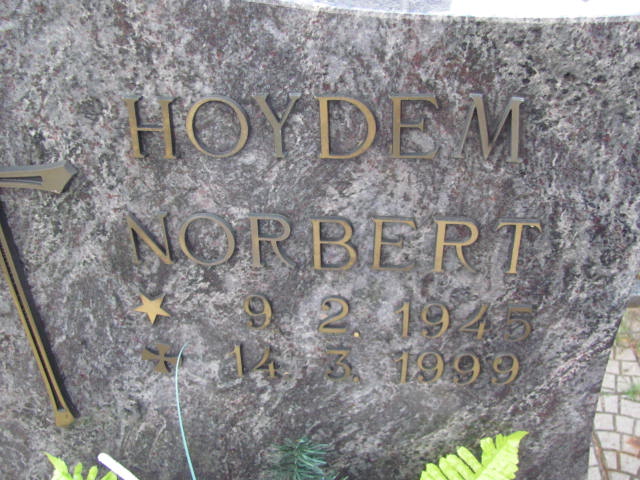 HOYDEM
NORBERT
9. 2. 1945
14. 3. 1999